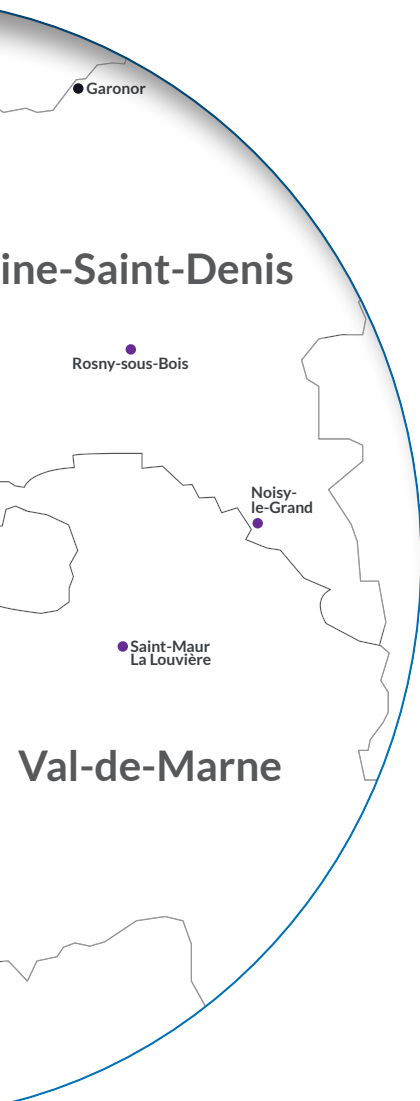 Garonor
ine-Saint-Denis
Rosny-sous-Bois
Noisy-
le-Grand
Saint-Maur
La Louvière
Val-de-Marne